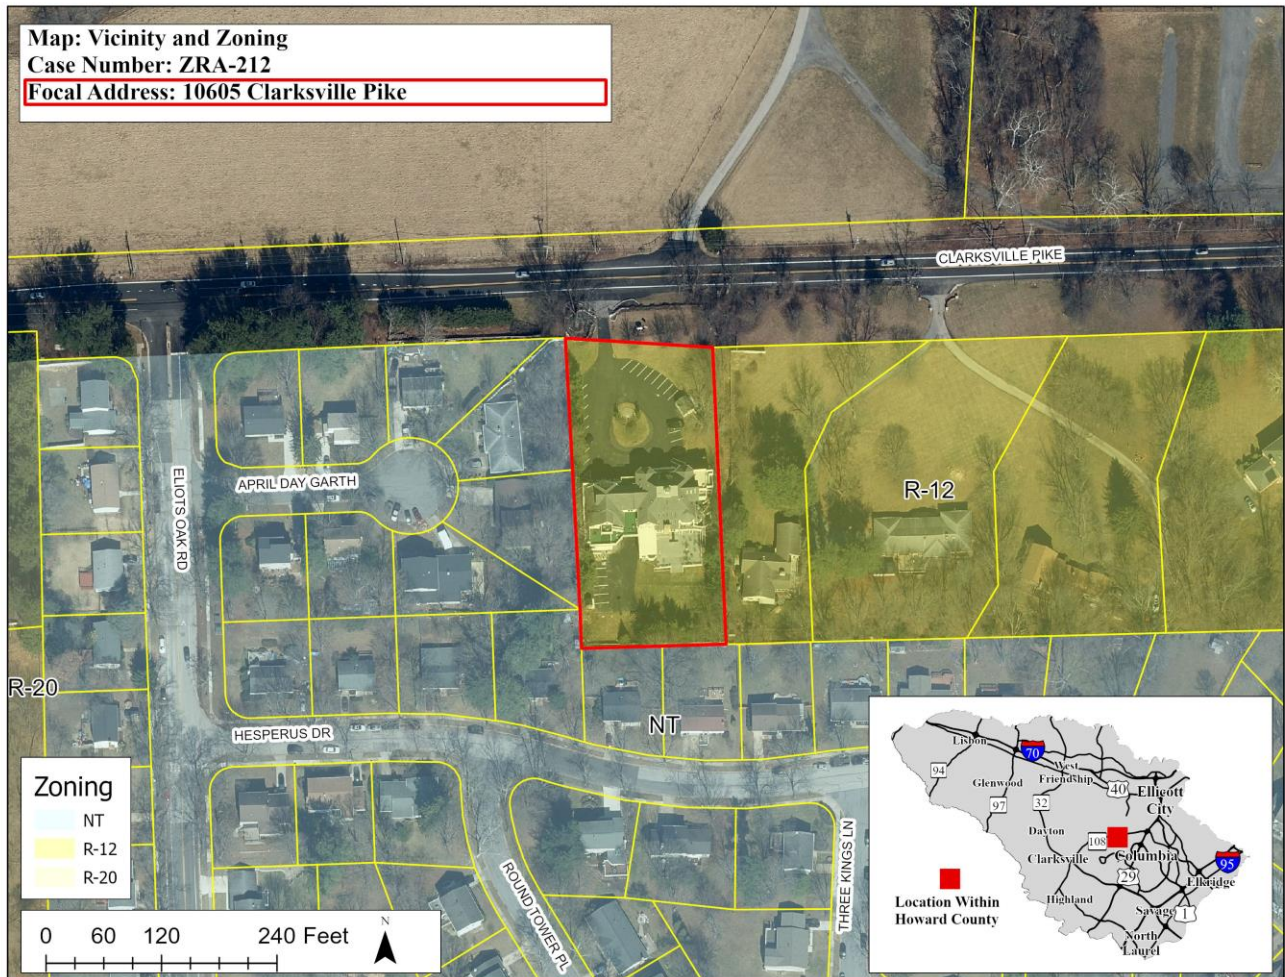 Map: Vicinity and Zoning
Case Number: ZRA-212
Focal Address: 10605 Clarksville Pike
CLARKSVILLE PIKE
ELIOTS OAK RD
APRIL DAY GARTH
R-12
R-20
HESPERUS DR
NT
ROUND TOWER PL
THREE KINGS LN
Zoning
NT
R-12
R-20
0 60 120 240 Feet
N
Lisbon
70
94
Glenwood
West
Friendship
97
32
40
Ellicott
City
Dayton
108
Clarksville
Columbia
29
95
Elkridge
Highland
Savage
1
North
Laurel
Location Within
Howard County